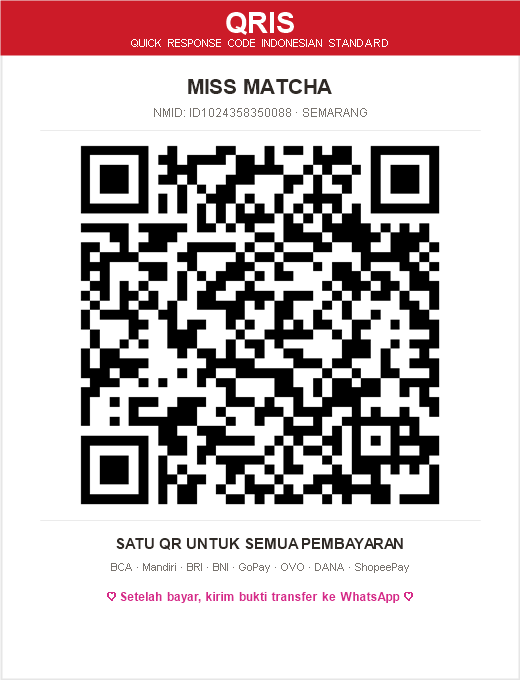 QRIS
QUICK RESPONSE CODE INDONESIAN STANDARD
MISS MATCHA
NMID: ID1024358350088 · SEMARANG
SATU QR UNTUK SEMUA PEMBAYARAN
BCA · Mandiri · BRI · BNI · GoPay · OVO · DANA · ShopeePay
♡ Setelah bayar, kirim bukti transfer ke WhatsApp ♡